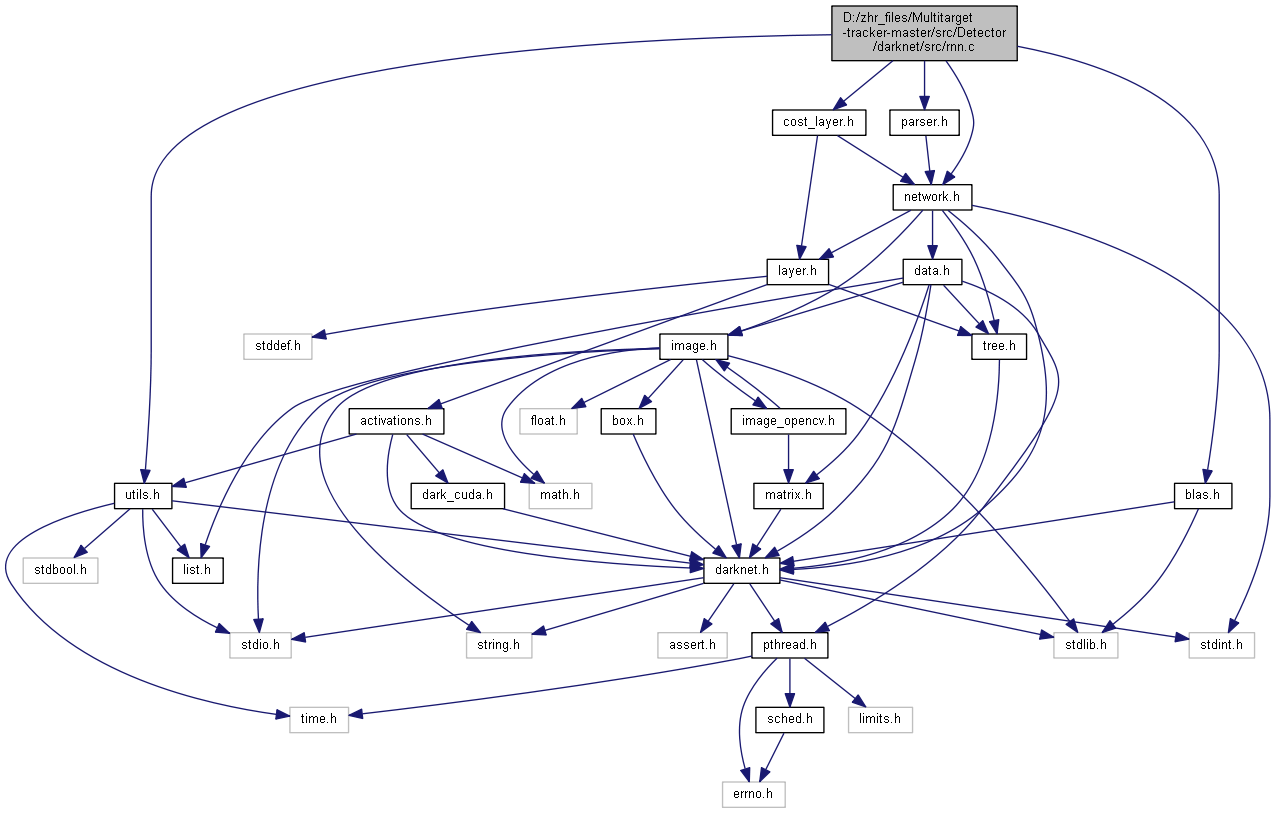 D:/zhr_files/Multitarget
-tracker-master/src/Detector
/darknet/src/rnn.c
cost_layer.h
parser.h
network.h
layer.h
data.h
stddef.h
image.h
tree.h
activations.h
float.h
box.h
image_opencv.h
utils.h
dark_cuda.h
math.h
matrix.h
blas.h
stdbool.h
list.h
darknet.h
stdio.h
string.h
assert.h
pthread.h
stdlib.h
stdint.h
time.h
sched.h
limits.h
errno.h